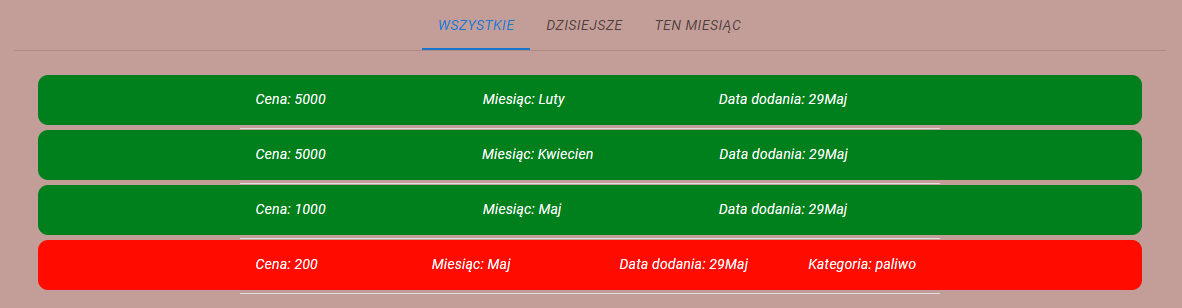 WSZYSTKIE DZISIEJSZE TEN MIESIĄC
Cena: 5000 Miesiąc: Luty Data dodania: 29Maj
Cena: 5000 Miesiąc: Kwiecien Data dodania: 29Maj
Cena: 1000 Miesiąc: Maj Data dodania: 29Maj
Cena: 200 Miesiąc: Maj Data dodania: 29Maj Kategoria: paliwo